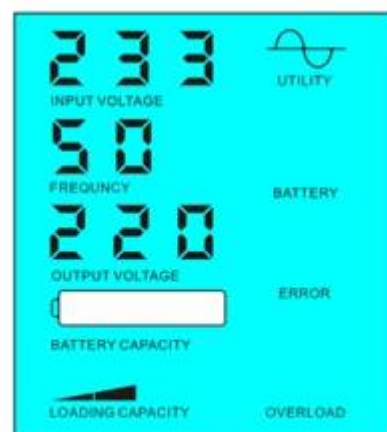 233
UTILITY
INPUT VOLTAGE
50
FREQUNCY
BATTERY
220
OUTPUT VOLTAGE
ERROR
BATTERY CAPACITY
LOADING CAPACITY
OVERLOAD